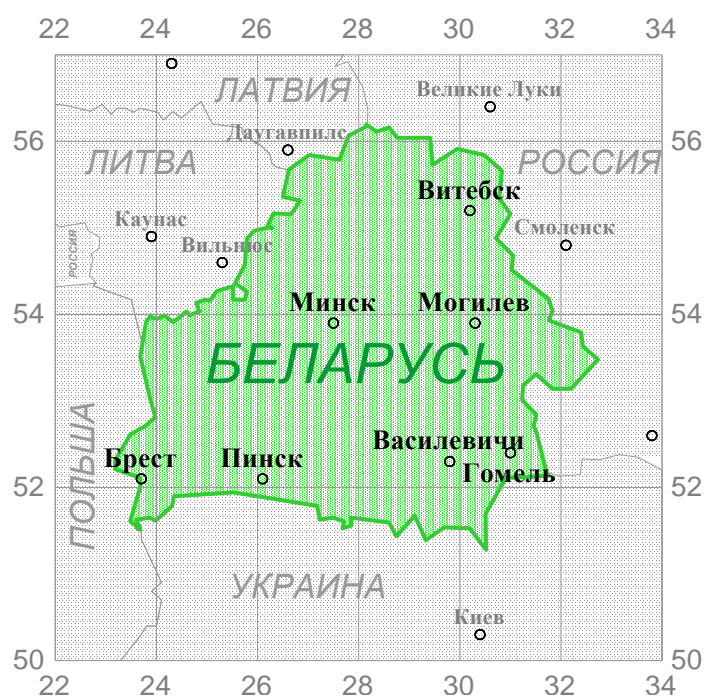 22 24 26 28 30 32 34
ЛАТВИЯ
Великие Луки
56 Даугавпилс 56
ЛИТВА РОССИЯ
Витебск
Каунас
Смоленск
РОССИЯ
Вильнюс
54 Минск Могилев 54
БЕЛАРУСЬ
ПОЛЬША
Василевичи
Брест Пинск
Гомель
52 52
УКРАИНА
Киев
50 50
22 24 26 28 30 32 34